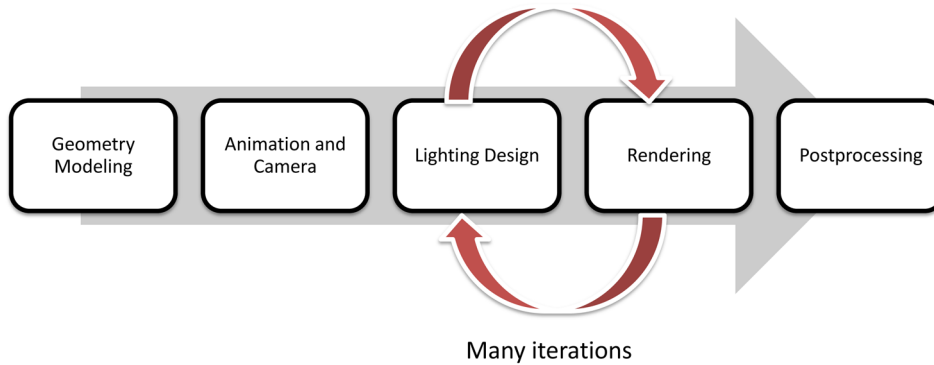 Geometry
Modeling
Animation and
Camera
Lighting Design
Rendering
Postprocessing
Many iterations